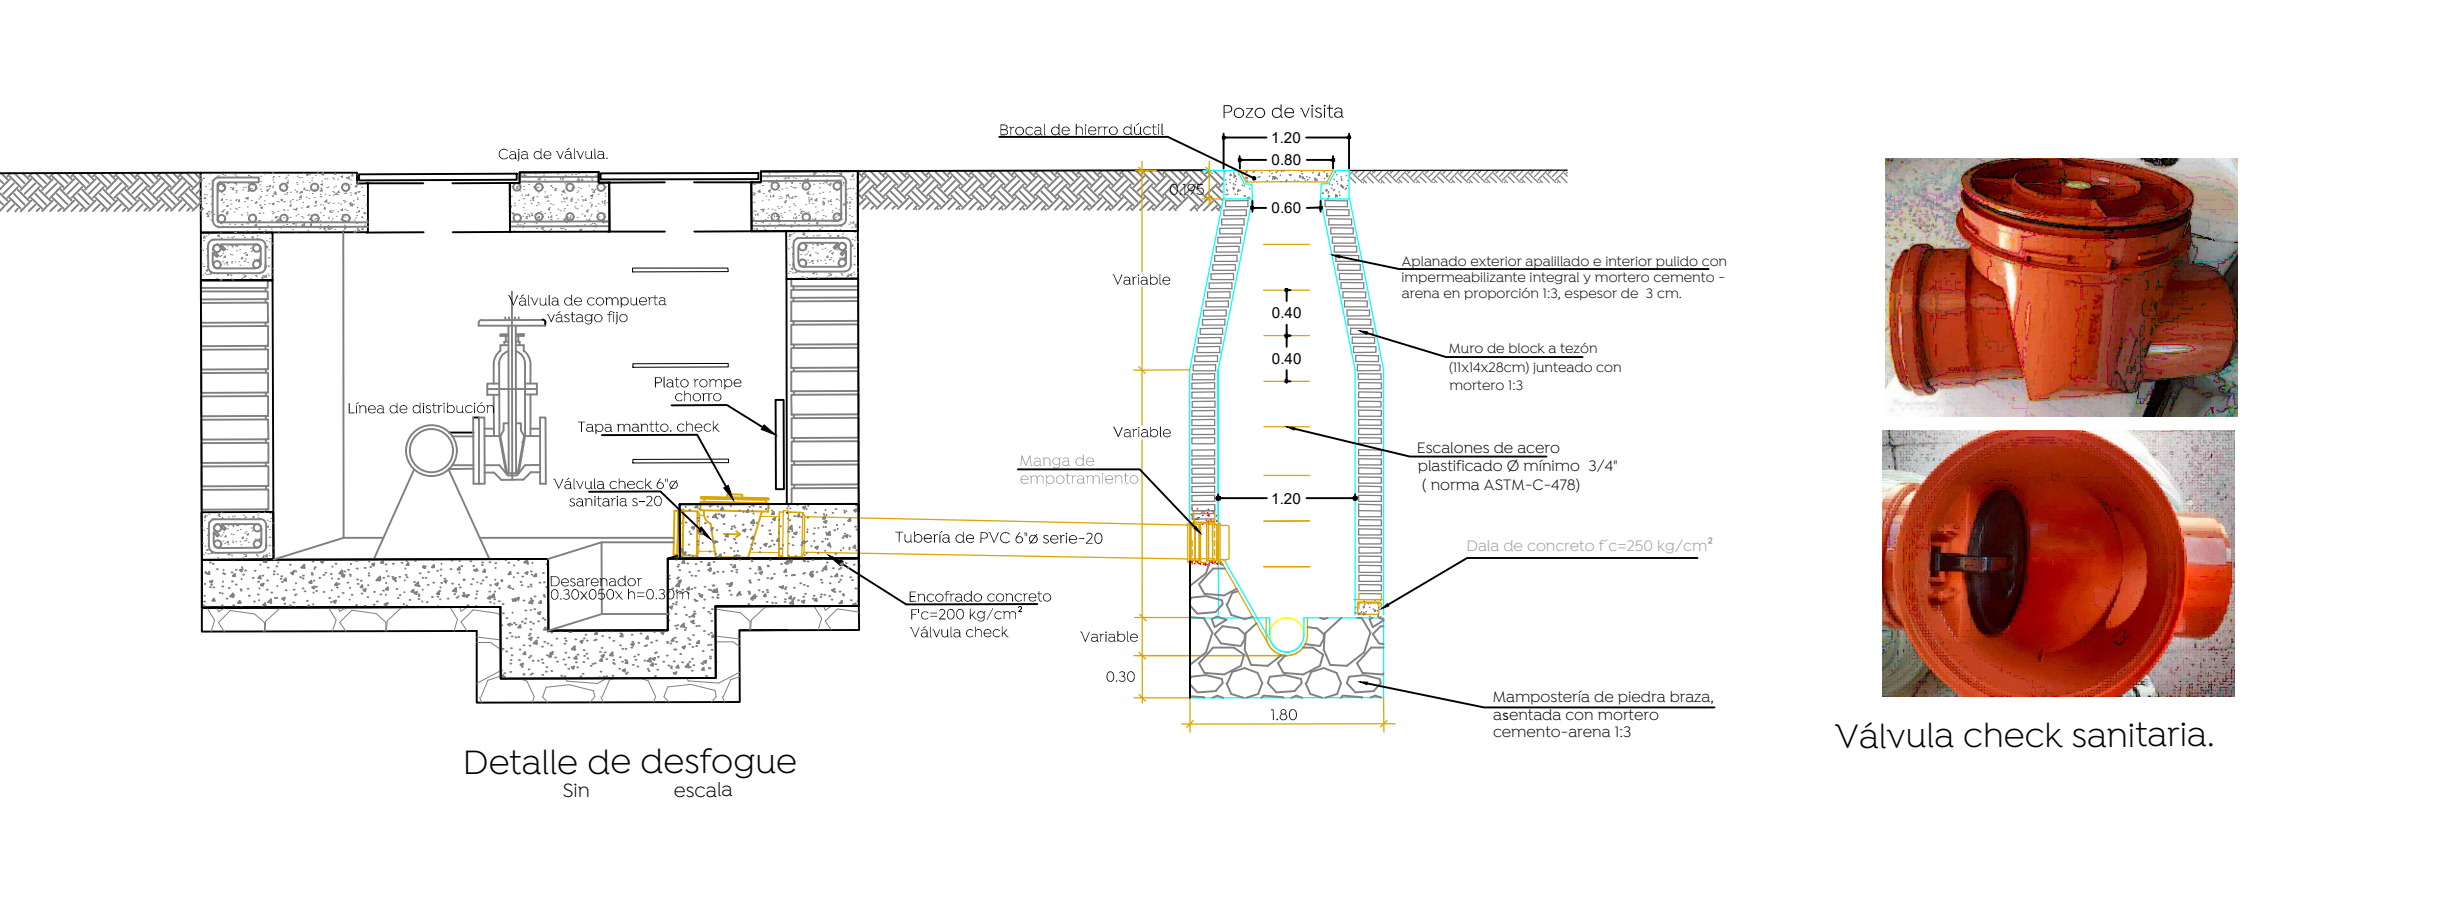 Pozo de visita
Brocal de hierro dúctil
1.20
0.80
0.195
0.60
Caja de válvula.
Válvula de compuerta
vástago fijo
Plato rompe
chorro
Línea de distribución
Tapa mantto. check
Válvula check 6"ø
sanitaria s-20
Desarenador
0.30x050x h=0.30m
Tubería de PVC 6"ø serie-20
Encofrado concreto
F'c=200 kg/cm²
Válvula check
Variable
Variable
Manga de
empotramiento
Variable
0.30
0.40
0.40
1.20
1.80
Aplanado exterior apalillado e interior pulido con
impermeabilizante integral y mortero cemento -
arena en proporción 1:3, espesor de 3 cm.
Muro de block a tezón
(11x14x28cm) junteado con
mortero 1:3
Escalones de acero
plastificado Ø mínimo 3/4"
( norma ASTM-C-478)
Dala de concreto f´c=250 kg/cm²
Mampostería de piedra braza,
asentada con mortero
cemento-arena 1:3
Detalle de desfogue
Sin escala
Válvula check sanitaria.